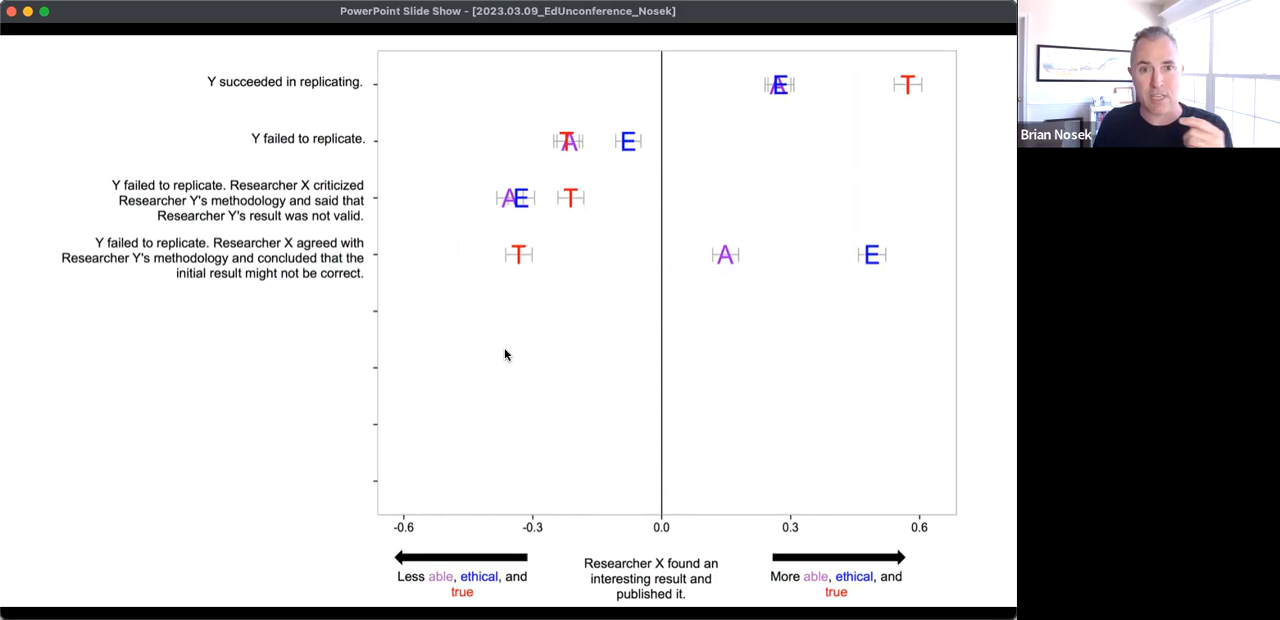 PowerPoint Slide Show - [2023.03.09_EdUnconference_Nosek]
Brian Nosek
Y succeeded in replicating.
A E T
Y failed to replicate.
T A E
Y failed to replicate. Researcher X criticized
Researcher Y's methodology and said that
Researcher Y's result was not valid.
A E T
Y failed to replicate. Researcher X agreed with
Researcher Y's methodology and concluded that the
initial result might not be correct.
T A E
-0.6 -0.3 0.0 0.3 0.6
Less able, ethical, and
true
Researcher X found an
interesting result and
published it.
More able, ethical, and
true